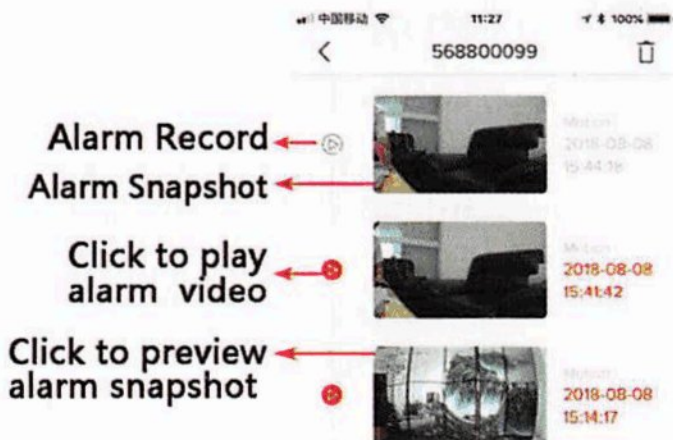 中国移动 11:27 100%
568800099
Alarm Record
Alarm Snapshot
Motion
2018-08-08
15:44:18
Click to play
alarm video
Motion
2018-08-08
15:41:42
Click to preview
alarm snapshot
Motion
2018-08-08
15:14:17